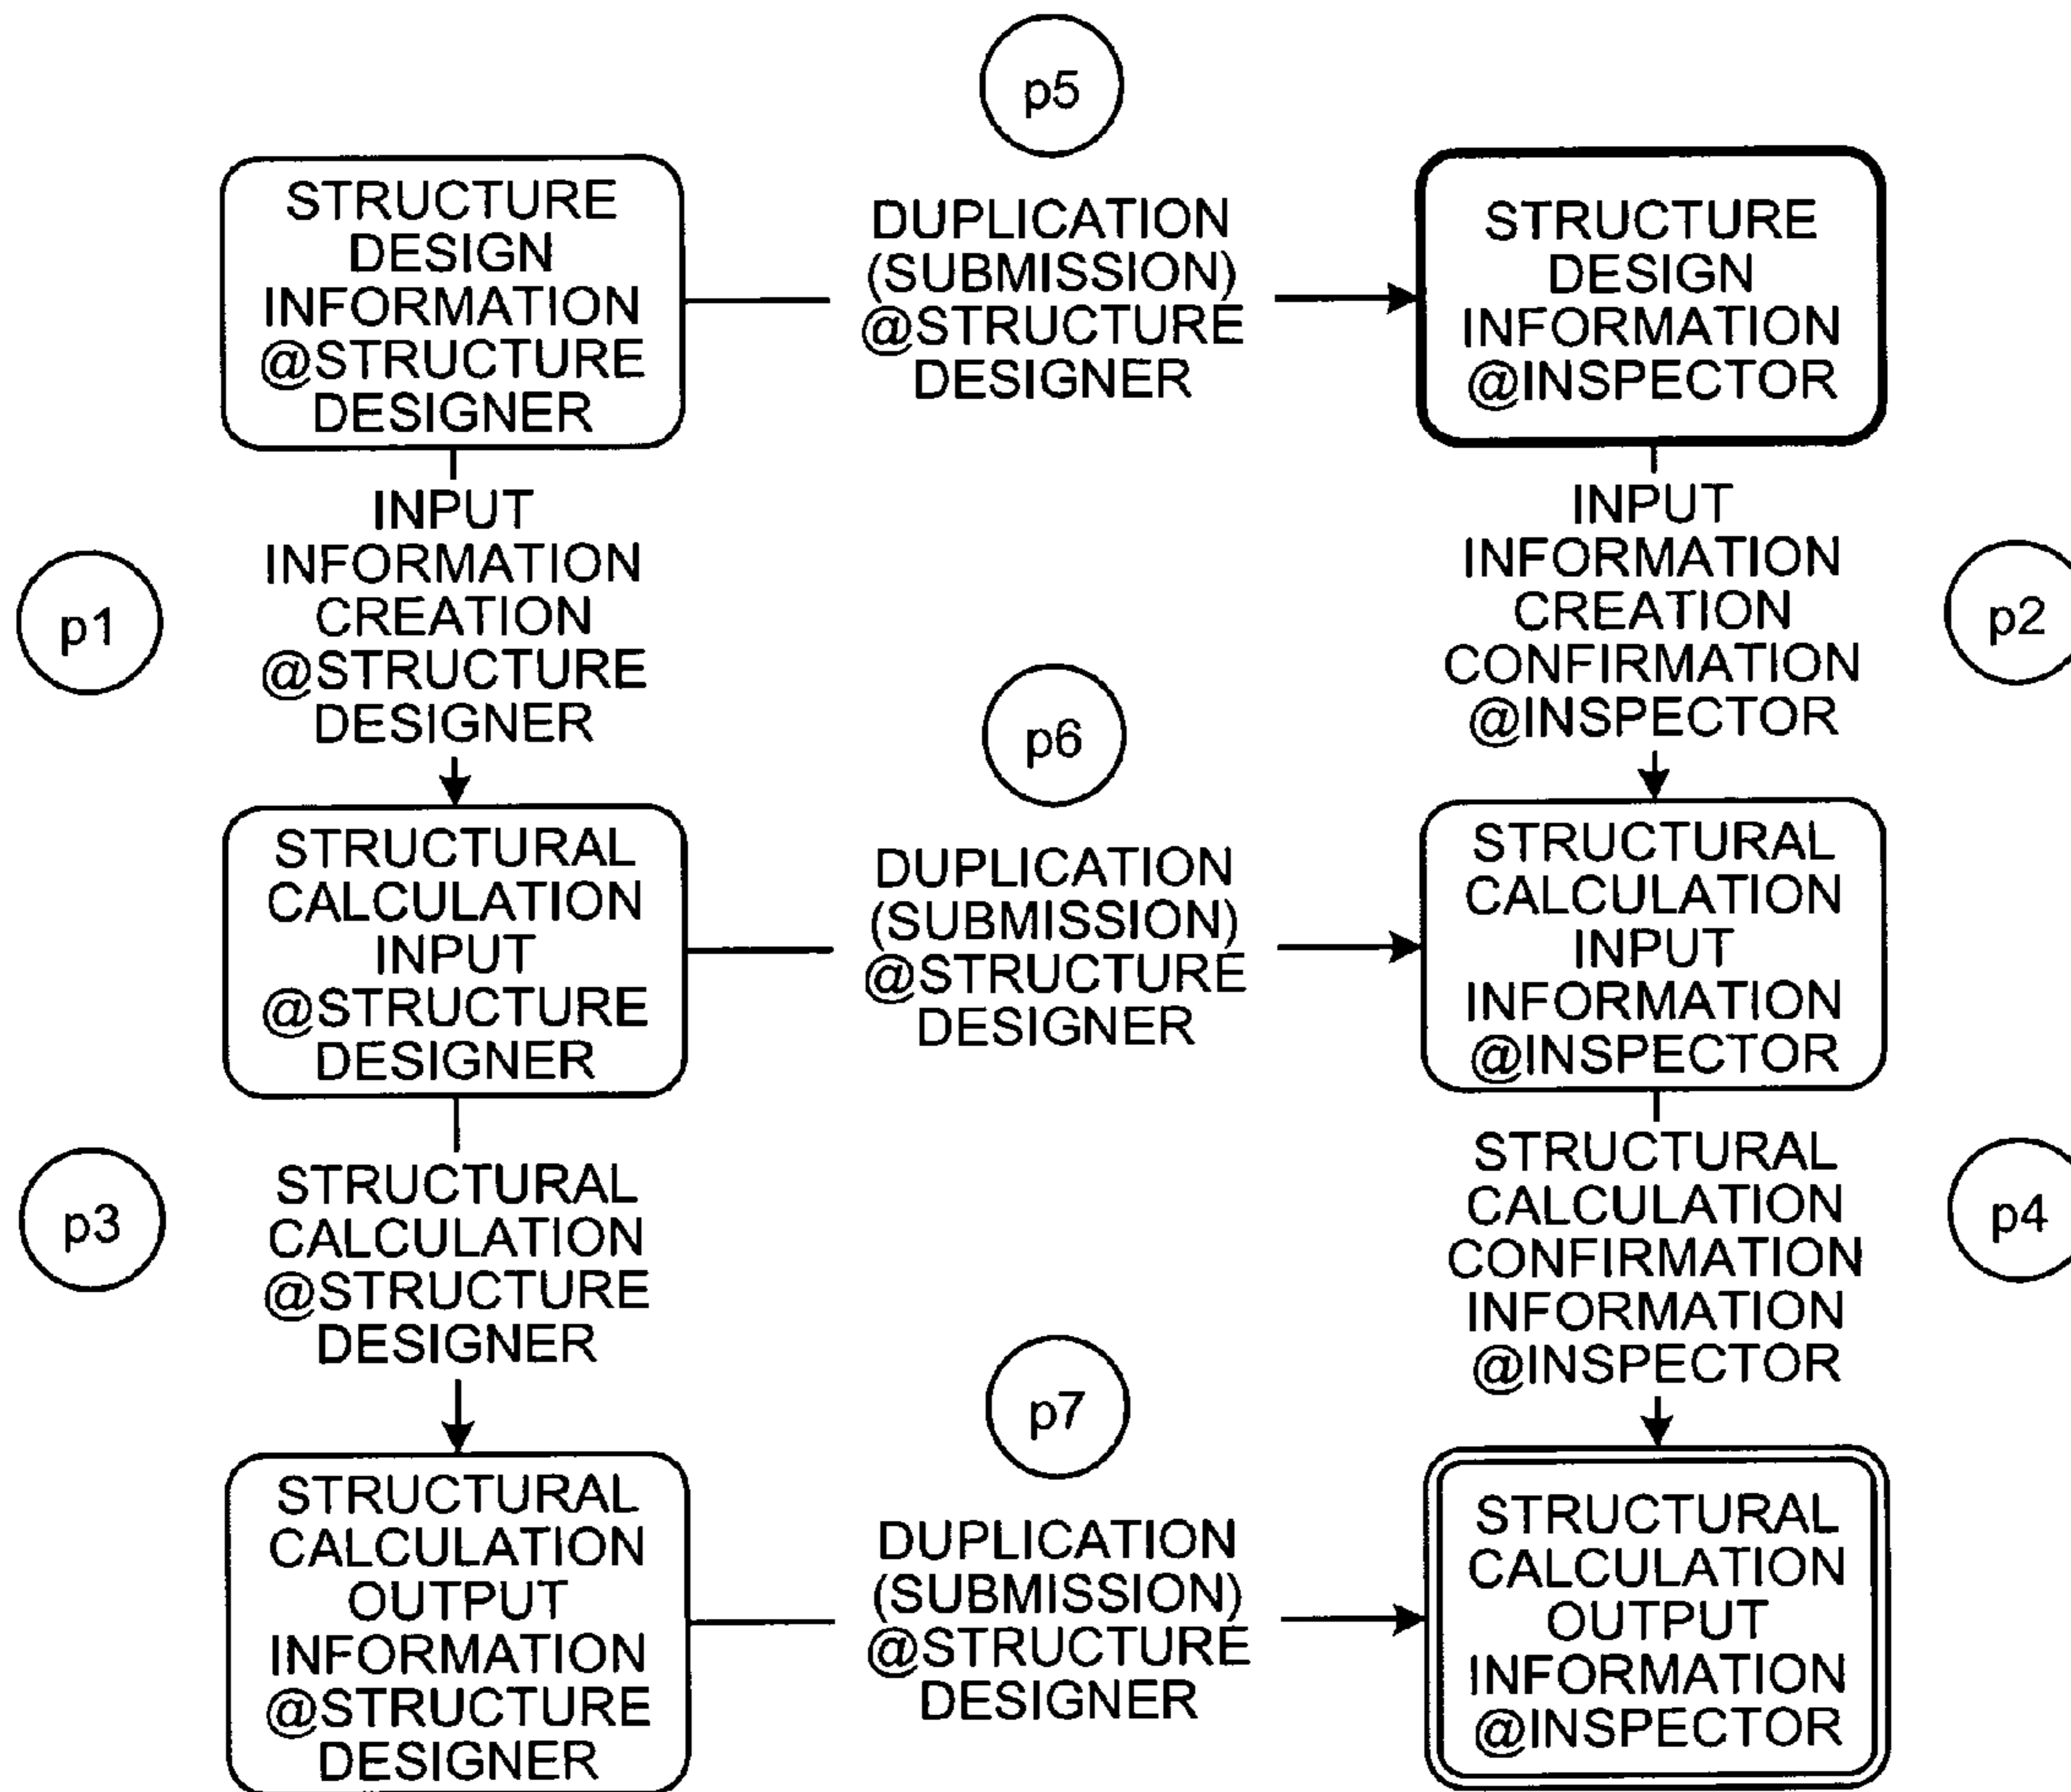 p5
STRUCTURE
DESIGN
INFORMATION
@STRUCTURE
DESIGNER
DUPLICATION
(SUBMISSION)
@STRUCTURE
DESIGNER
STRUCTURE
DESIGN
INFORMATION
@INSPECTOR
p1
INPUT
INFORMATION
CREATION
@STRUCTURE
DESIGNER
INPUT
INFORMATION
CREATION
CONFIRMATION
@INSPECTOR
p2
p6
STRUCTURAL
CALCULATION
INPUT
@STRUCTURE
DESIGNER
DUPLICATION
(SUBMISSION)
@STRUCTURE
DESIGNER
STRUCTURAL
CALCULATION
INPUT
INFORMATION
@INSPECTOR
p3
STRUCTURAL
CALCULATION
@STRUCTURE
DESIGNER
STRUCTURAL
CALCULATION
CONFIRMATION
INFORMATION
@INSPECTOR
p4
p7
STRUCTURAL
CALCULATION
OUTPUT
INFORMATION
@STRUCTURE
DESIGNER
DUPLICATION
(SUBMISSION)
@STRUCTURE
DESIGNER
STRUCTURAL
CALCULATION
OUTPUT
INFORMATION
@INSPECTOR